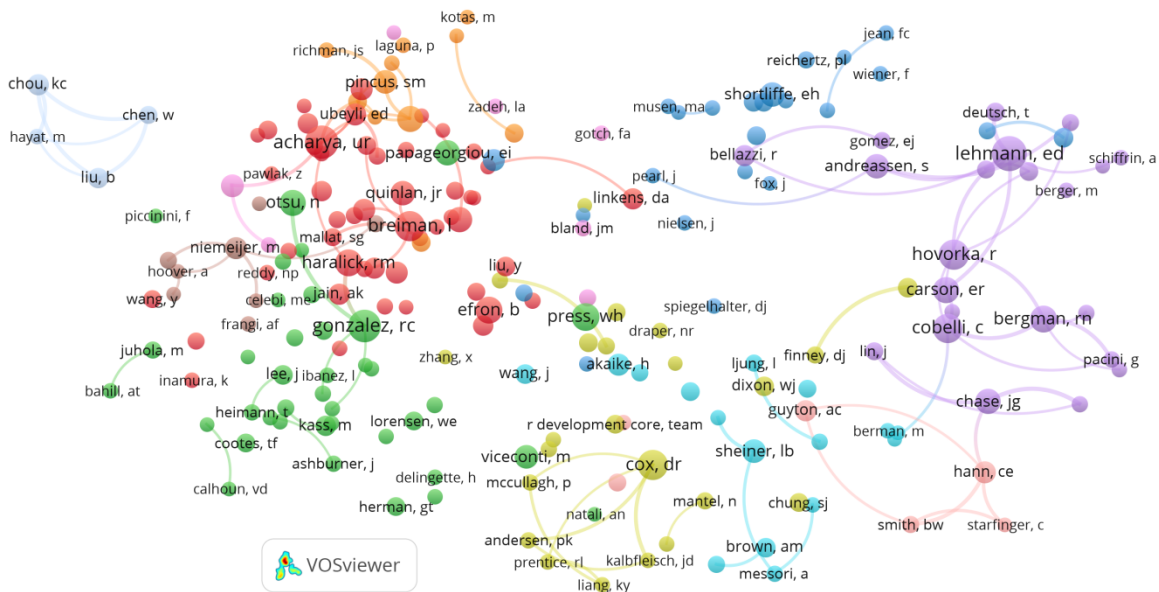 kotas, m
richman, js
laguna, p
jean, fc
reichertz, pl
wiener, f
chou, kc
pincus, sm
shortliffe, eh
chen, w
ubeyli, ed
zadeh, la
musen, ma
deutsch, t
hayat, m
acharya, ur
gotch, fa
gomez, ej
lehmann, ed
papageorgiou, ei
bellazzi, r
andreassen, s
schiffrin, a
liu, b
pawlak, z
pearl, j
fox, j
berger, m
quinlan, jr
linkens, da
otsu, n
piccinini, f
breiman, l
bland, jm
nielsen, j
mallat, sg
niemeijer, m
hovorka, r
haralick, rm
liu, y
hoover, a
reddy, np
carson, er
wang, y
celebi, me
jain, ak
efron, b
spiegelhalter, dj
frangi, af
gonzalez, rc
press, wh
cobelli, c
bergman, rn
draper, nr
juhola, m
zhang, x
akaike, h
ljung, l
finney, dj
lin, j
pacini, g
bahill, at
inamura, k
lee, j
ibanez, l
wang, j
dixon, wj
heimann, t
guyton, ac
chase, jg
kass, m
lorensen, we
r development core, team
berman, m
cootes, tf
sheiner, lb
ashburner, j
viceconti, m
cox, dr
hann, ce
calhoun, vd
delingette, h
mccullagh, p
mantel, n
chung, sj
herman, gt
natali, an
smith, bw
starfinger, c
andersen, pk
brown, am
prentice, rl
kalbfleisch, jd
messori, a
liang, ky
VOSviewer